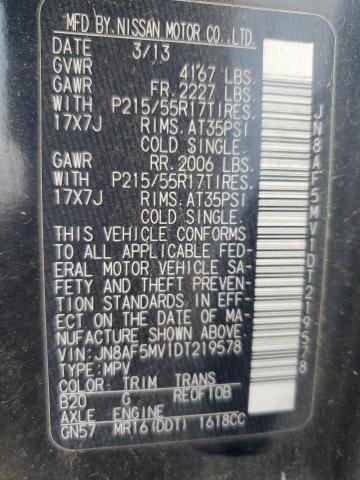 MFD.BY NISSAN MOTOR CO.,LTD.
DATE 3/13
GVWR 4167 LBS.
GAWR FR. 2227 LBS.
WITH P215/55R17TIRES.
17X7J RIMS. AT35PSI
COLD SINGLE.
GAWR RR. 2006 LBS.
WITH P215/55R17TIRES.
17X7J RIMS. AT35PSI
COLD SINGLE.
THIS VEHICLE CONFORMS
TO ALL APPLICABLE FED-
ERAL MOTOR VEHICLE SA-
FETY AND THEFT PREVENT-
ION STANDARDS IN EFF-
ECT ON THE DATE OF MA-
NUFACTURE SHOWN ABOVE.
VIN: JN8AF5MV1DT219578
TYPE: MPV
COLOR TRIM TRANS
B20 G RE0F10B
AXLE ENGINE
GN57 MR16(DDT) 1618CC
JN8AF5MV1DT219578